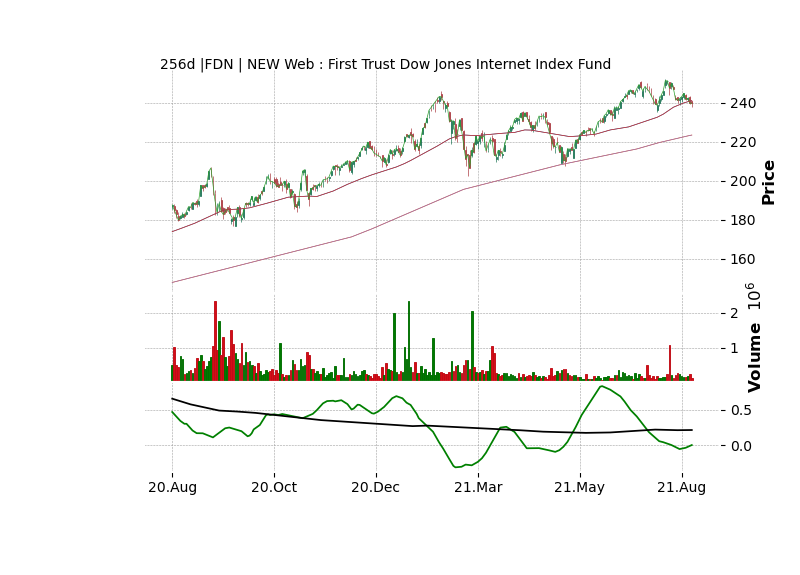 256d |FDN | NEW Web : First Trust Dow Jones Internet Index Fund
240
220
200
180
160
Price
2
1
Volume 10^6
0.5
0.0
20.Aug 20.Oct 20.Dec 21.Mar 21.May 21.Aug